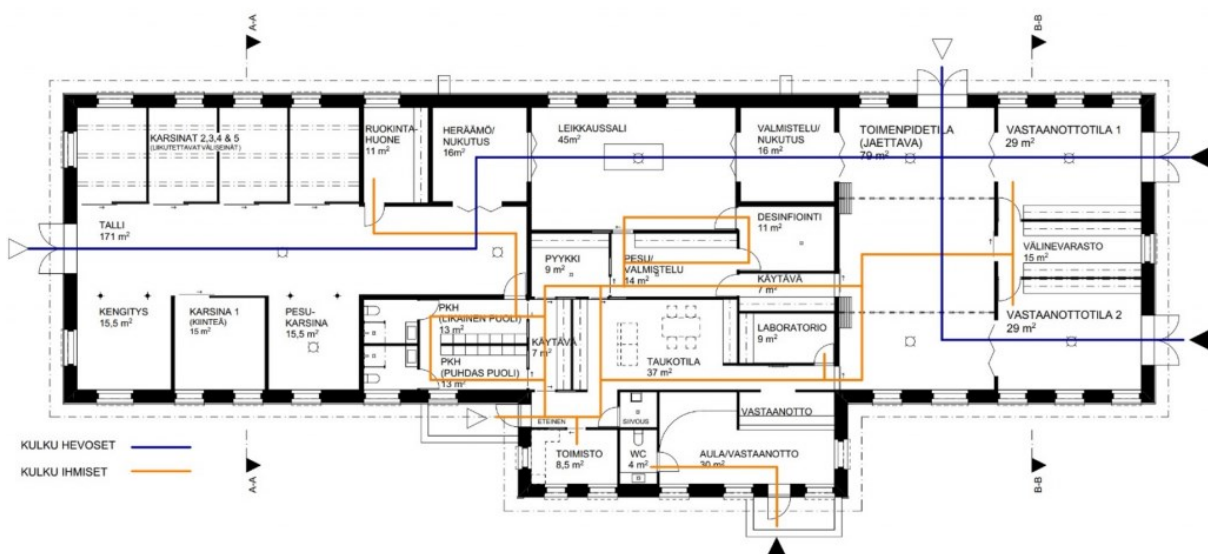 A-A
B-B
KARSINAT 2,3,4 & 5
(LIIKUTETTAVAT VÄLISEINÄT)
RUOKINTA-
HUONE
11 m²
HERÄÄMÖ/
NUKUTUS
16m²
LEIKKAUSSALI
45m²
VALMISTELU/
NUKUTUS
16 m²
TOIMENPIDETILA
(JAETTAVA)
79 m²
VASTAANOTTOTILA 1
29 m²
TALLI
171 m²
PYYKKI
9 m²
PESU/
VALMISTELU
14 m²
DESINFIOINTI
11 m²
VÄLINEVARASTO
15 m²
KÄYTÄVÄ
7 m²
KENGITYS
15,5 m²
KARSINA 1
(KIINTEÄ)
15 m²
PESU-
KARSINA
15,5 m²
PKH
(LIKAINEN PUOLI)
13 m²
KÄYTÄVÄ
7 m²
PKH
(PUHDAS PUOLI)
13 m²
TAUKOTILA
37 m²
LABORATORIO
9 m²
VASTAANOTTOTILA 2
29 m²
ETEINEN
SIIVOUS
VASTAANOTTO
TOIMISTO
8,5 m²
WC
4 m²
AULA/VASTAANOTTO
30 m²
KULKU HEVOSET
KULKU IHMISET
A-A
B-B